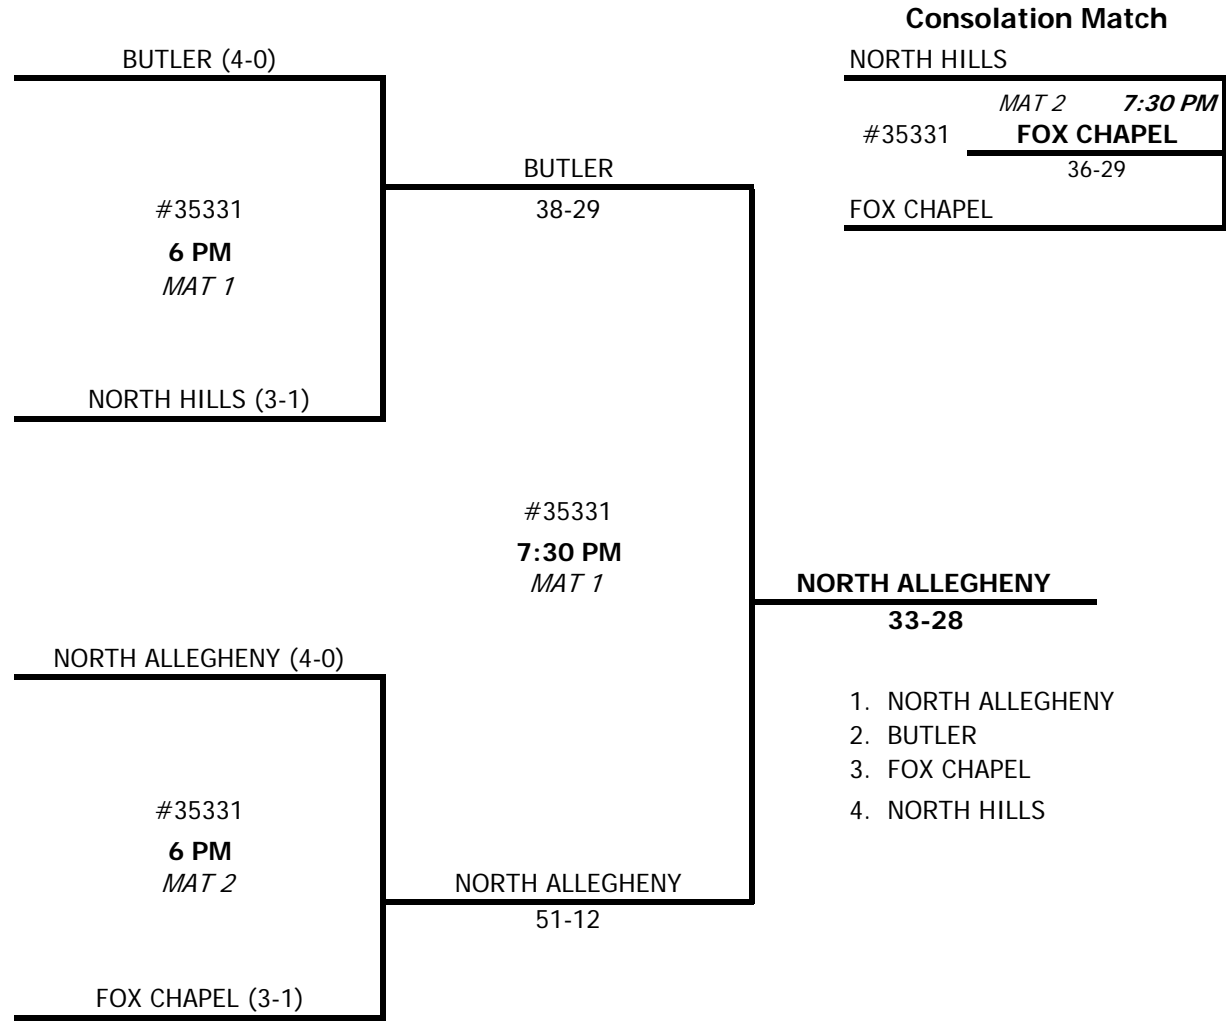 Consolation Match
BUTLER (4-0)
NORTH HILLS
MAT 2 7:30 PM
#35331 FOX CHAPEL
36-29
FOX CHAPEL
BUTLER
38-29
#35331
6 PM
MAT 1
NORTH HILLS (3-1)
#35331
7:30 PM
MAT 1
NORTH ALLEGHENY
33-28
NORTH ALLEGHENY (4-0)
1. NORTH ALLEGHENY
2. BUTLER
3. FOX CHAPEL
4. NORTH HILLS
#35331
6 PM
MAT 2
NORTH ALLEGHENY
51-12
FOX CHAPEL (3-1)